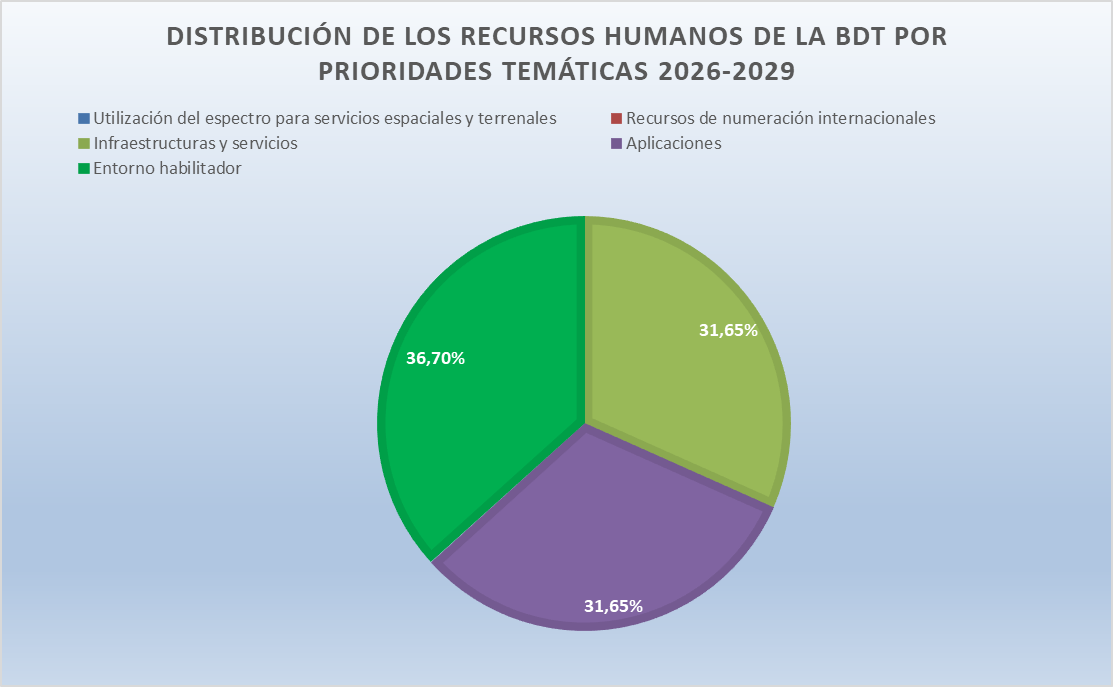 DISTRIBUCIÓN DE LOS RECURSOS HUMANOS DE LA BDT POR
PRIORIDADES TEMÁTICAS 2026-2029
Utilización del espectro para servicios espaciales y terrenales
Recursos de numeración internacionales
Infraestructuras y servicios
Aplicaciones
Entorno habilitador
31,65%
36,70%
31,65%